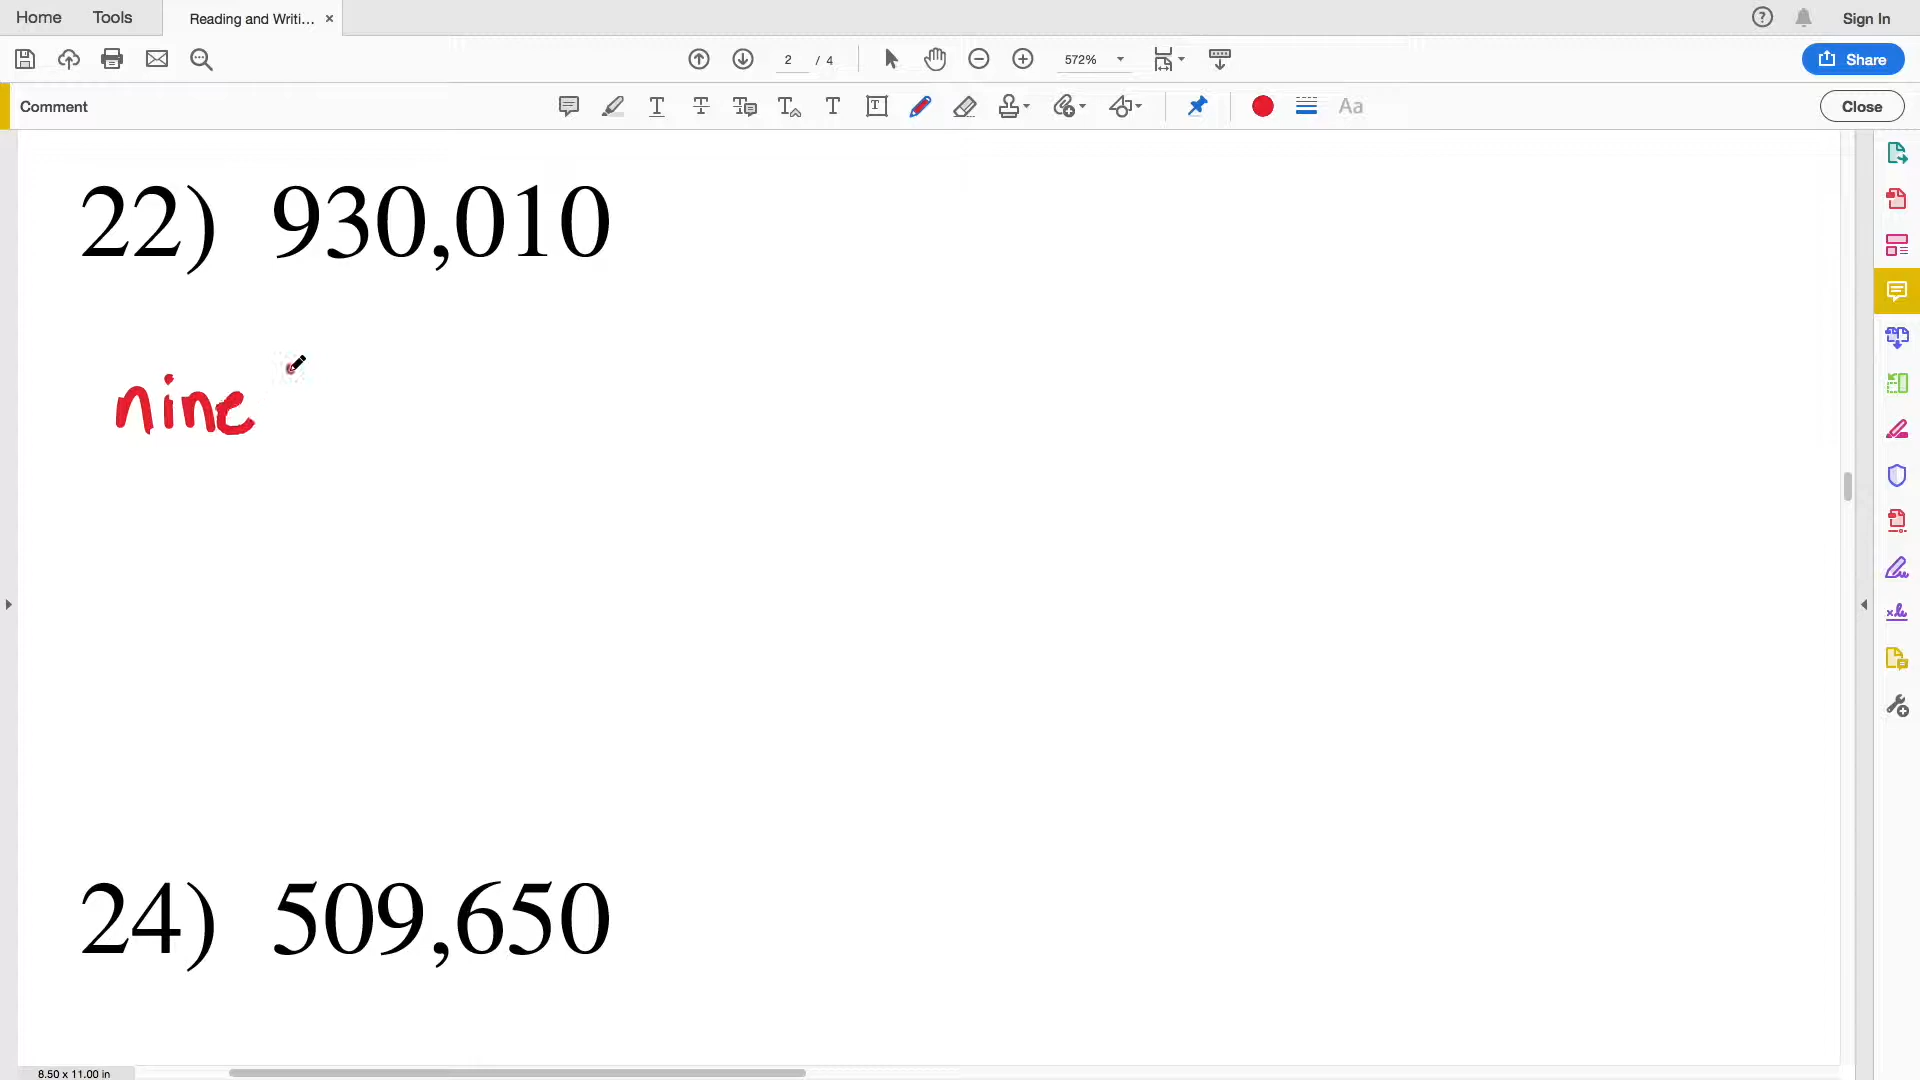 Home Tools Reading and Writi... × Sign In
2 / 4 572% Share
Comment Aa Close
22) 930,010
nine
24) 509,650
8.50 x 11.00 in